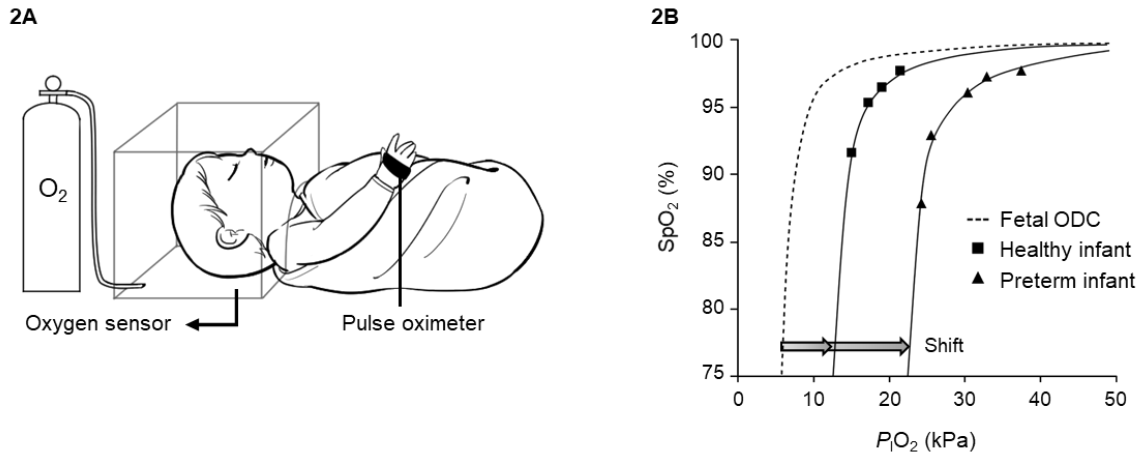 2A
O₂
Oxygen sensor
Pulse oximeter
2B
SpO₂ (%)
100
95
90
85
80
75
Fetal ODC
Healthy infant
Preterm infant
Shift
0 10 20 30 40 50
PIO₂ (kPa)